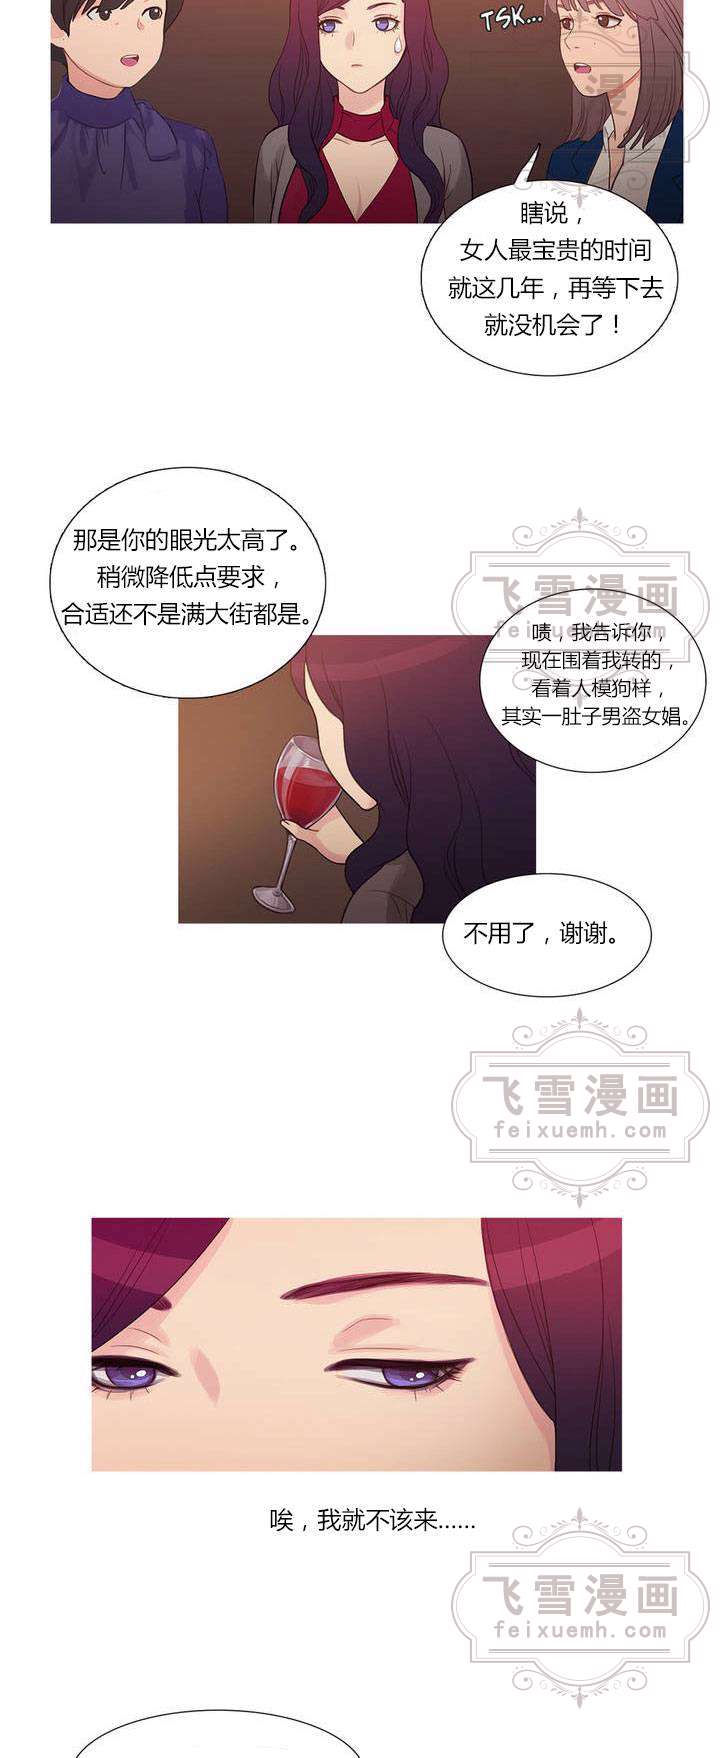 TSK...
飞雪漫画
瞎说，
女人最宝贵的时间
就这几年，再等下去
就没机会了！
那是你的眼光太高了。
稍微降低点要求，
合适还不是满大街都是。
飞雪漫画
feixuemh.com
啧，我告诉你，
现在围着我转的，
看着人模狗样，
其实一肚子男盗女娼。
不用了，谢谢。
飞雪漫画
feixuemh.com
唉，我就不该来......
飞雪漫画
feixuemh.com